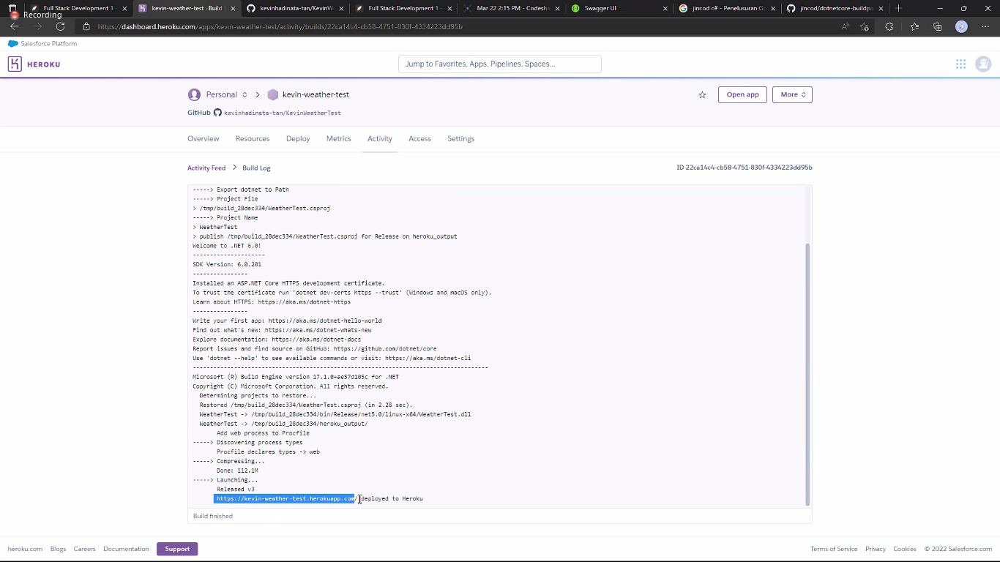 Recording
Full Stack Development 1 -
kevin-weather-test - Build |
kevinhadinata-tan/KevinWe
Full Stack Development 1 -
Mar 22 2:15 PM - Codesha
Swagger UI
jincod c# - Penelusuran Go
jincod/dotnetcore-buildpa
https://dashboard.heroku.com/apps/kevin-weather-test/activity/builds/22ca14c4-cb58-4751-830f-4334223dd95b
Salesforce Platform
HEROKU
Jump to Favorites, Apps, Pipelines, Spaces...
Personal > kevin-weather-test
Open app
More
GitHub kevinhadinata-tan/KevinWeatherTest
Overview
Resources
Deploy
Metrics
Activity
Access
Settings
Activity Feed > Build Log
ID 22ca14c4-cb58-4751-830f-4334223dd95b
-----> Export dotnet to Path
-----> Project File
> /tmp/build_28dec334/WeatherTest.csproj
-----> Project Name
> WeatherTest
> publish /tmp/build_28dec334/WeatherTest.csproj for Release on heroku_output
Welcome to .NET 6.0!
---------------------
SDK Version: 6.0.201
----------------
Installed an ASP.NET Core HTTPS development certificate.
To trust the certificate run 'dotnet dev-certs https --trust' (Windows and macOS only).
Learn about HTTPS: https://aka.ms/dotnet-https
----------------
Write your first app: https://aka.ms/dotnet-hello-world
Find out what's new: https://aka.ms/dotnet-whats-new
Explore documentation: https://aka.ms/dotnet-docs
Report issues and find source on GitHub: https://github.com/dotnet/core
Use 'dotnet --help' to see available commands or visit: https://aka.ms/dotnet-cli
--------------------------------------------------------------------------------------
Microsoft (R) Build Engine version 17.1.0+ae57d105c for .NET
Copyright (C) Microsoft Corporation. All rights reserved.
Determining projects to restore...
Restored /tmp/build_28dec334/WeatherTest.csproj (in 2.28 sec).
WeatherTest -> /tmp/build_28dec334/bin/Release/net5.0/linux-x64/WeatherTest.dll
WeatherTest -> /tmp/build_28dec334/heroku_output/
Add web process to Procfile
-----> Discovering process types
Procfile declares types -> web
-----> Compressing...
Done: 112.1M
-----> Launching...
Released v3
https://kevin-weather-test.herokuapp.com/ deployed to Heroku
Build finished
heroku.com
Blogs
Careers
Documentation
Support
Terms of Service
Privacy
Cookies
© 2022 Salesforce.com